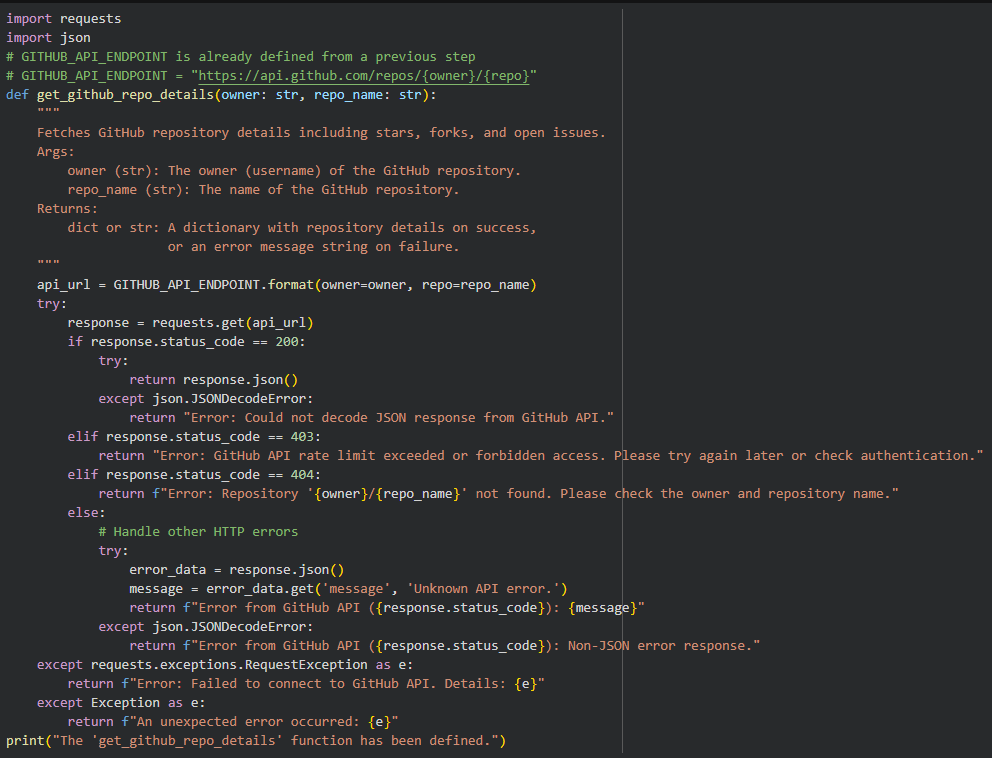 import requests
import json
# GITHUB_API_ENDPOINT is already defined from a previous step
# GITHUB_API_ENDPOINT = "https://api.github.com/repos/{owner}/{repo}"
def get_github_repo_details(owner: str, repo_name: str):
    """
    Fetches GitHub repository details including stars, forks, and open issues.
    Args:
        owner (str): The owner (username) of the GitHub repository.
        repo_name (str): The name of the GitHub repository.
    Returns:
        dict or str: A dictionary with repository details on success,
                     or an error message string on failure.
    """
    api_url = GITHUB_API_ENDPOINT.format(owner=owner, repo=repo_name)
    try:
        response = requests.get(api_url)
        if response.status_code == 200:
            try:
                return response.json()
            except json.JSONDecodeError:
                return "Error: Could not decode JSON response from GitHub API."
        elif response.status_code == 403:
            return "Error: GitHub API rate limit exceeded or forbidden access. Please try again later or check authentication."
        elif response.status_code == 404:
            return f"Error: Repository '{owner}/{repo_name}' not found. Please check the owner and repository name."
        else:
            # Handle other HTTP errors
            try:
                error_data = response.json()
                message = error_data.get('message', 'Unknown API error.')
                return f"Error from GitHub API ({response.status_code}): {message}"
            except json.JSONDecodeError:
                return f"Error from GitHub API ({response.status_code}): Non-JSON error response."
    except requests.exceptions.RequestException as e:
        return f"Error: Failed to connect to GitHub API. Details: {e}"
    except Exception as e:
        return f"An unexpected error occurred: {e}"
print("The 'get_github_repo_details' function has been defined.")